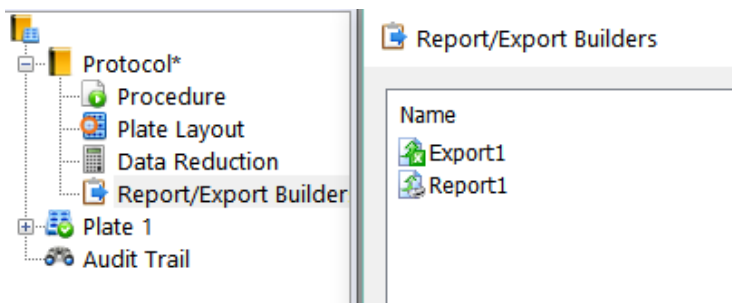 Protocol*
Procedure
Plate Layout
Data Reduction
Report/Export Builder
Plate 1
Audit Trail
Report/Export Builders
Name
Export1
Report1